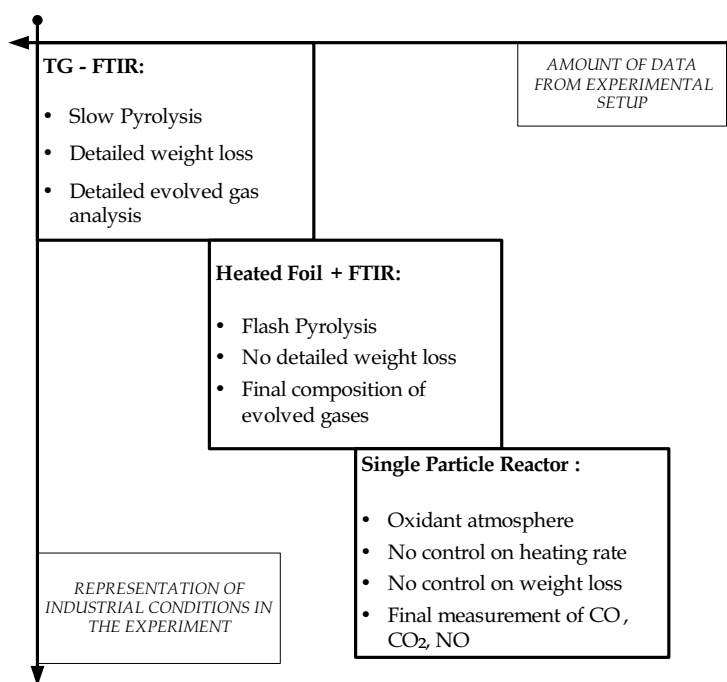 TG - FTIR:
• Slow Pyrolysis
• Detailed weight loss
• Detailed evolved gas
analysis
AMOUNT OF DATA
FROM EXPERIMENTAL
SETUP
Heated Foil + FTIR:
• Flash Pyrolysis
• No detailed weight loss
• Final composition of
evolved gases
Single Particle Reactor :
• Oxidant atmosphere
• No control on heating rate
• No control on weight loss
• Final measurement of CO ,
CO₂, NO
REPRESENTATION OF
INDUSTRIAL CONDITIONS IN
THE EXPERIMENT